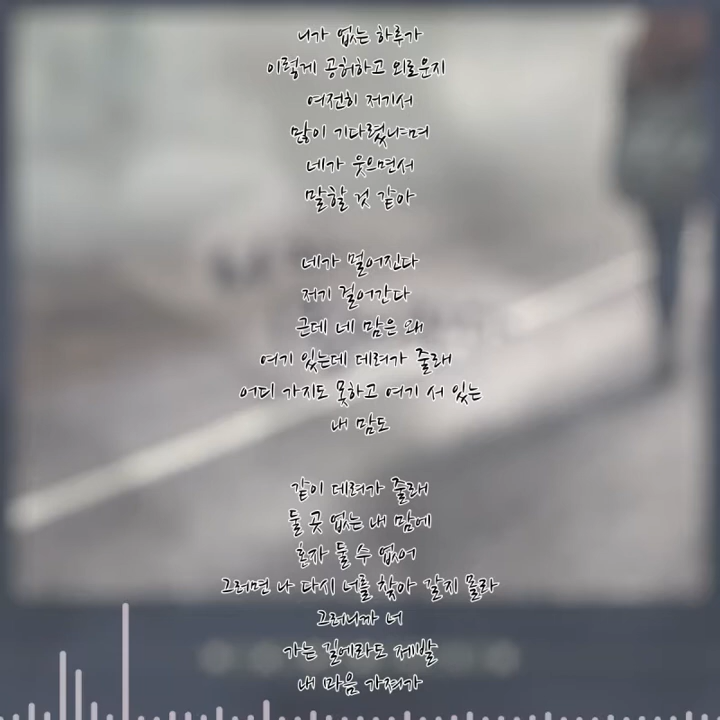 니가 없는 하루가
이렇게 공허하고 외로운지
여전히 저기서
많이 기다렸냐며
네가 웃으면서
말할 것 같아
네가 멀어진다
저기 걸어간다
근데 네 맘은 왜
여기 있는데 데려가 줄래
어디 가지도 못하고 여기 서 있는
내 맘도
같이 데려가 줄래
둘 곳 없는 내 맘에
혼자 둘 수 없어
그러면 나 다시 너를 찾아 갈지 몰라
그러니까 너
가는 길에라도 제발
내 마음 가져가